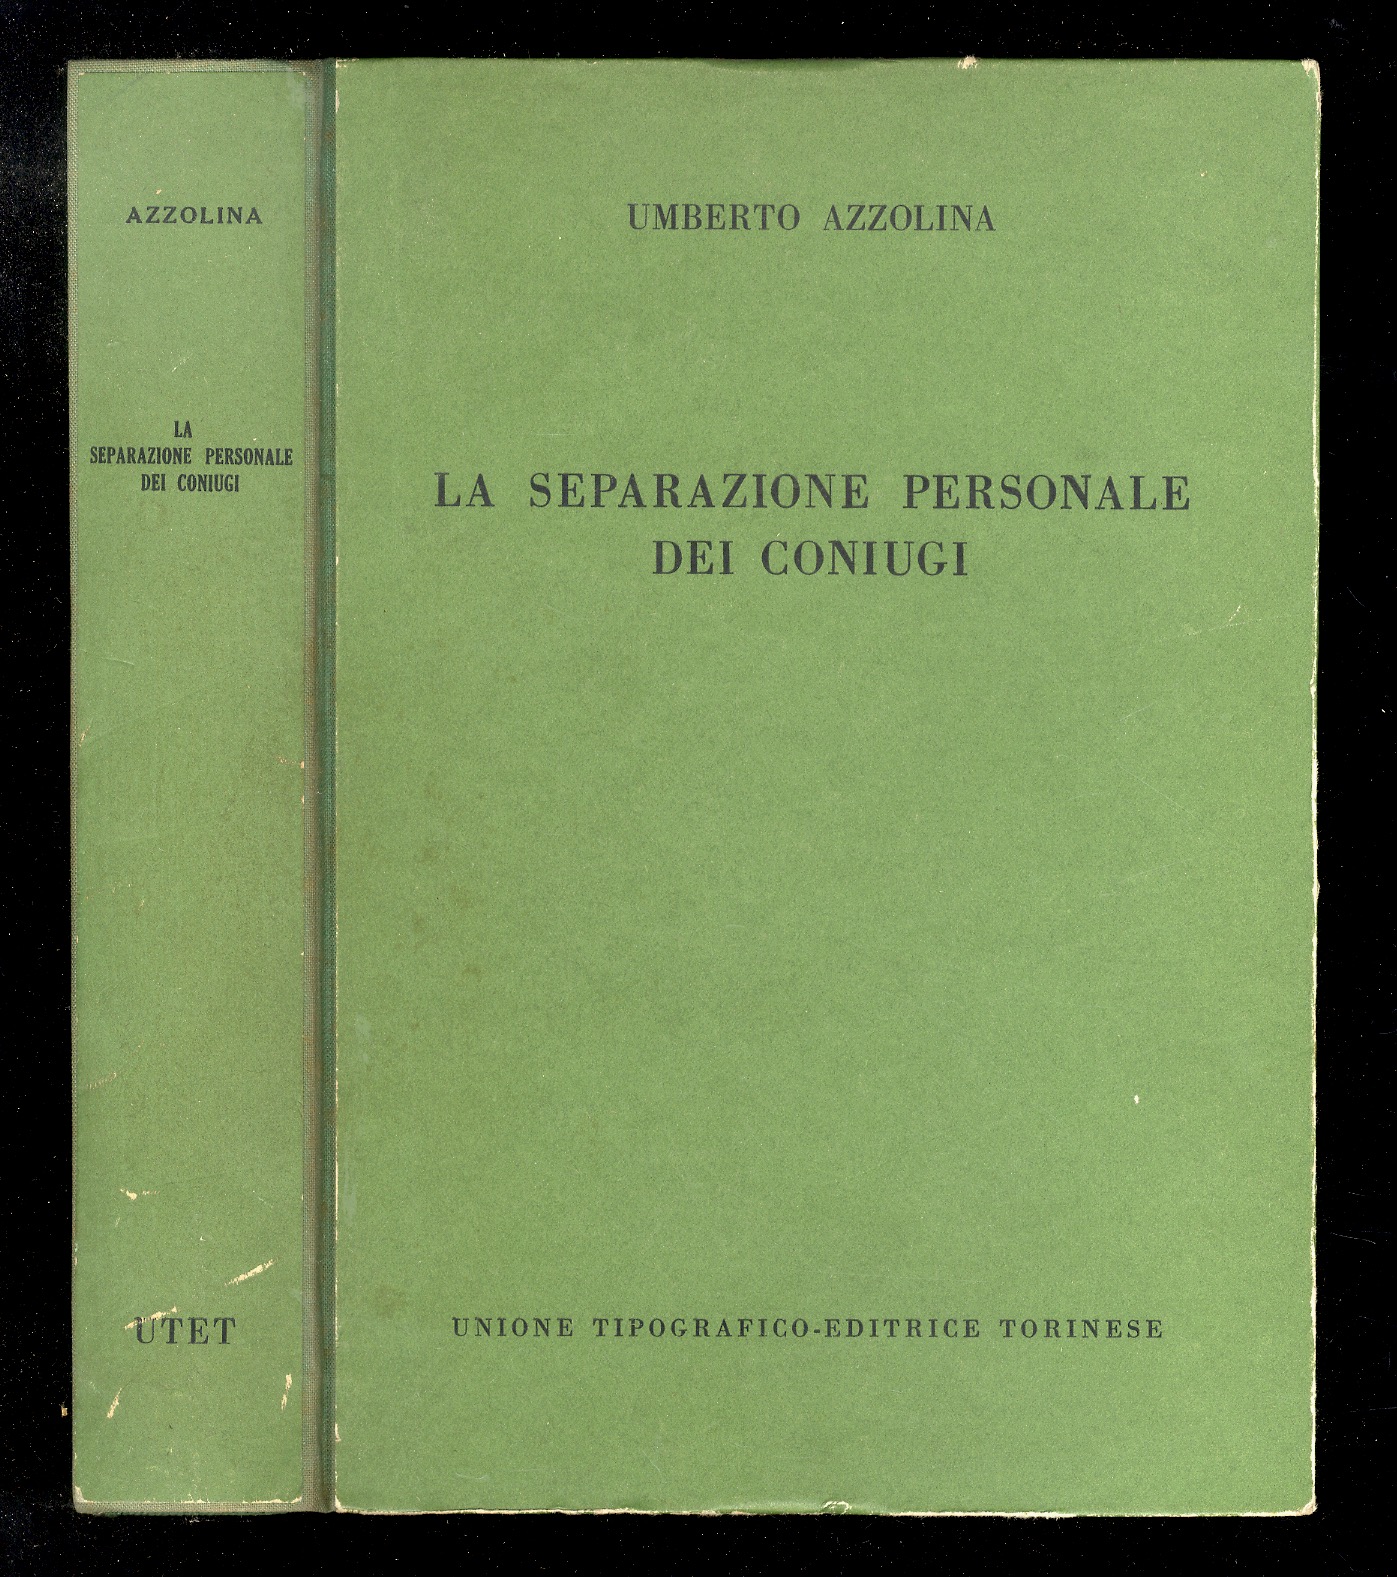 AZZOLINA
LA
SEPARAZIONE PERSONALE
DEI CONIUGI
UTET
UMBERTO AZZOLINA
LA SEPARAZIONE PERSONALE
DEI CONIUGI
UNIONE TIPOGRAFICO-EDITRICE TORINESE